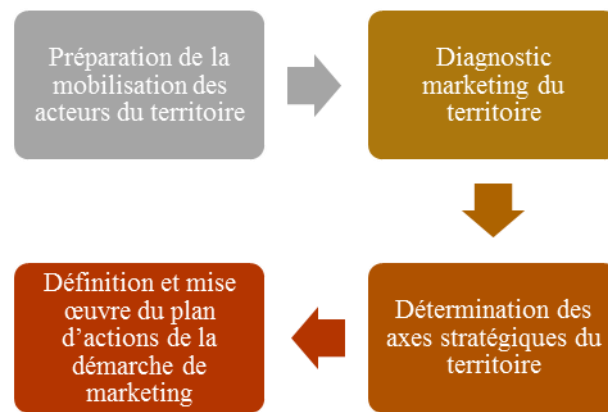 Préparation de la
mobilisation des
acteurs du territoire
Diagnostic
marketing du
territoire
Détermination des
axes stratégiques du
territoire
Définition et mise
œuvre du plan
d’actions de la
démarche de
marketing